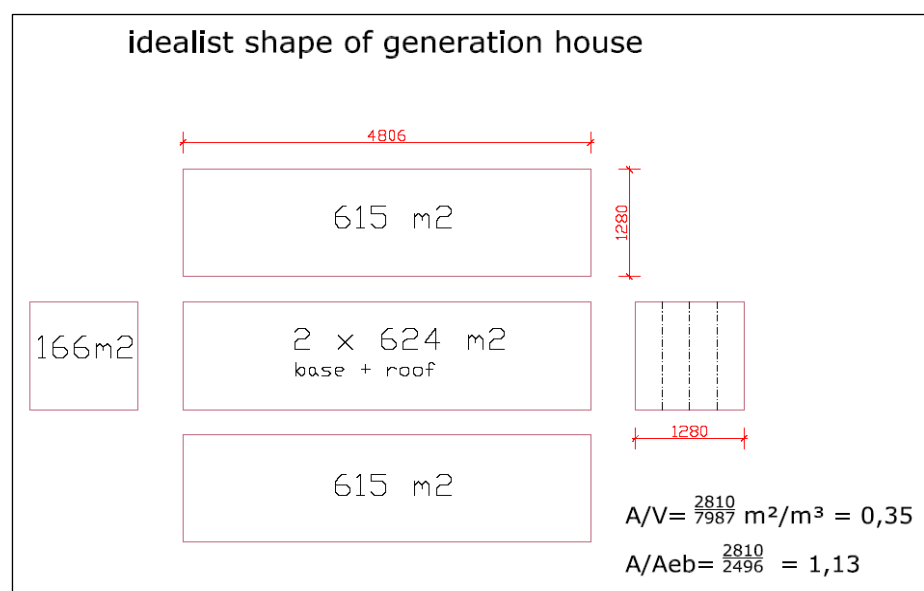 idealist shape of generation house
4806
615 m2
1280
166m2
2 x 624 m2
base + roof
1280
615 m2
A/V= 2810/7987 m²/m³ = 0,35
A/Aeb= 2810/2496 = 1,13